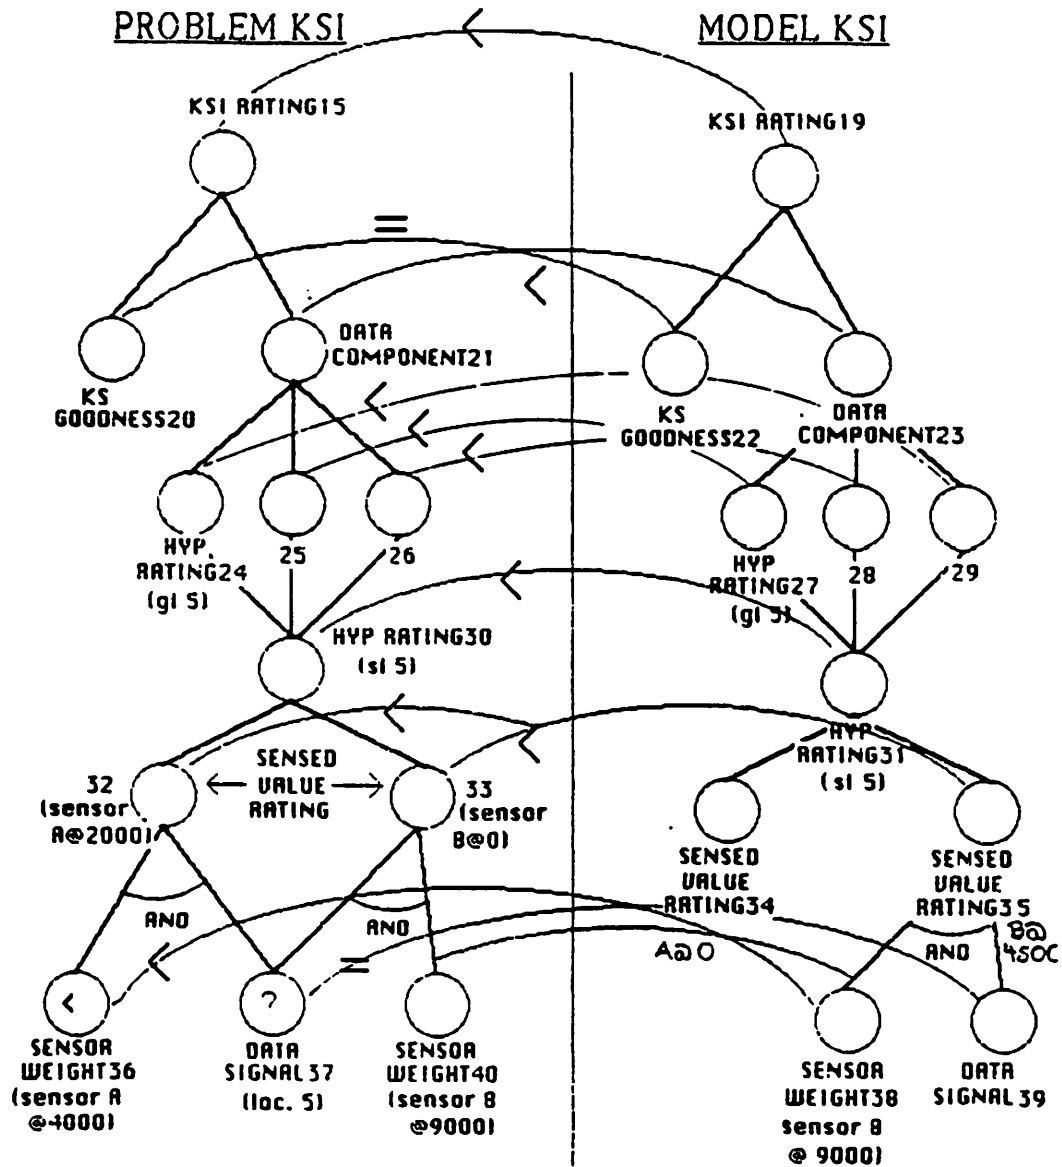 PROBLEM KSI
MODEL KSI
<
KSI RATING15
KSI RATING19
=
<
DATA
COMPONENT21
KS
GOODNESS20
<
<
<
KS
GOODNESS22
DATA
COMPONENT23
HYP
RATING24
(gl 5)
25
26
HYP
RATING27
(gl 5)
28
29
<
HYP RATING30
(sl 5)
<
<
HYP
RATING31
(sl 5)
32
(sensor
A@2000)
SENSED
VALUE
RATING
33
(sensor
B@0)
SENSED
VALUE
RATING34
SENSED
VALUE
RATING35
AND
AND
A@0
AND
B@
<
=
<
?
SENSOR
WEIGHT36
(sensor A
@4000)
DATA
SIGNAL37
(loc. 5)
SENSOR
WEIGHT40
(sensor B
@9000)
SENSOR
WEIGHT38
sensor B
@ 9000)
DATA
SIGNAL39